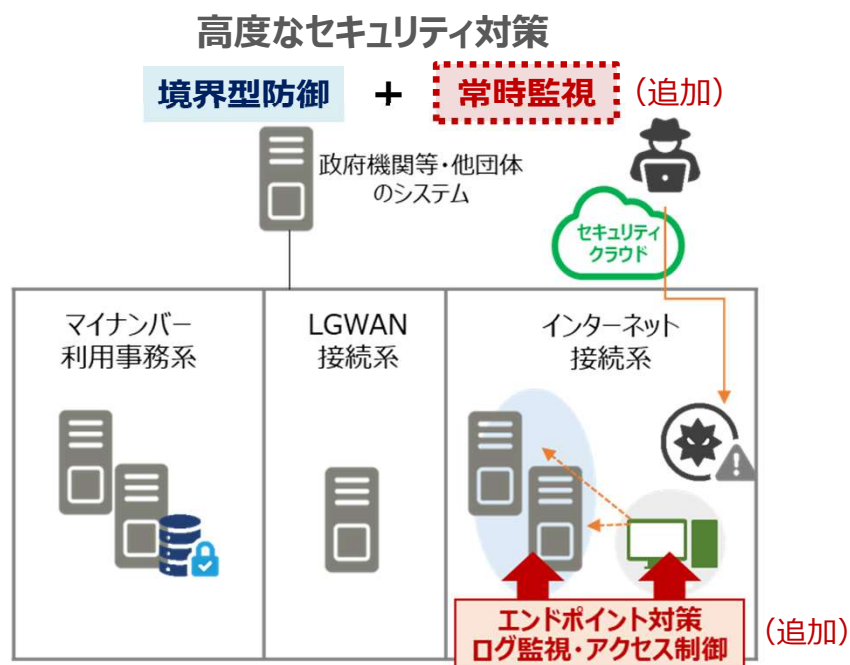 高度なセキュリティ対策
境界型防御 + 常時監視 (追加)
政府機関等・他団体
のシステム
セキュリティ
クラウド
マイナンバー
利用事務系
LGWAN
接続系
インターネット
接続系
エンドポイント対策
ログ監視・アクセス制御
(追加)